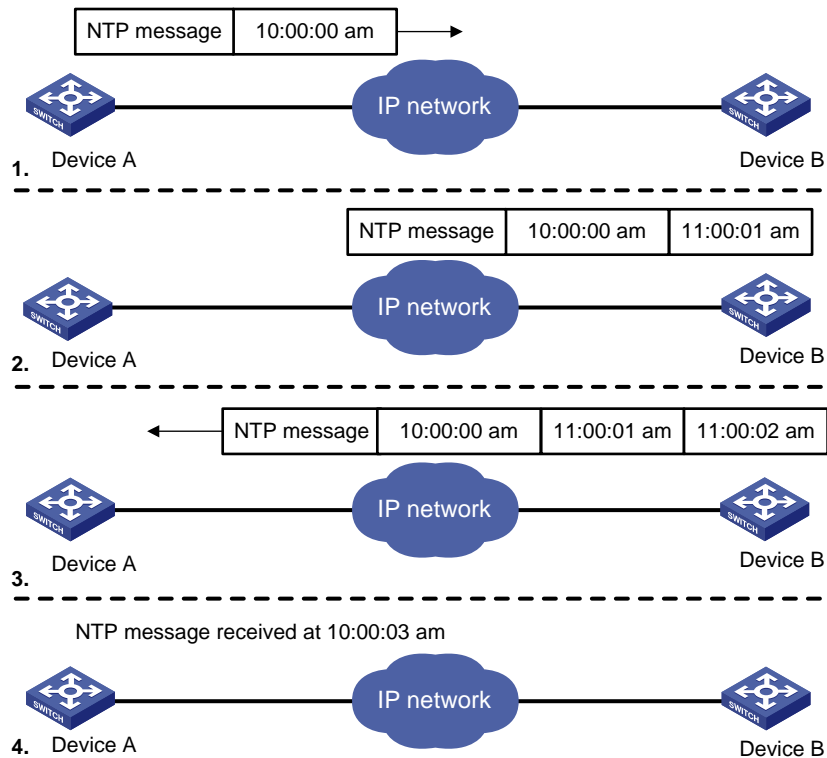 NTP message 10:00:00 am
IP network
SWITCH SWITCH
Device A Device B
1.
NTP message 10:00:00 am 11:00:01 am
IP network
SWITCH SWITCH
Device A Device B
2.
NTP message 10:00:00 am 11:00:01 am 11:00:02 am
IP network
SWITCH SWITCH
Device A Device B
3.
NTP message received at 10:00:03 am
IP network
SWITCH SWITCH
4. Device A Device B